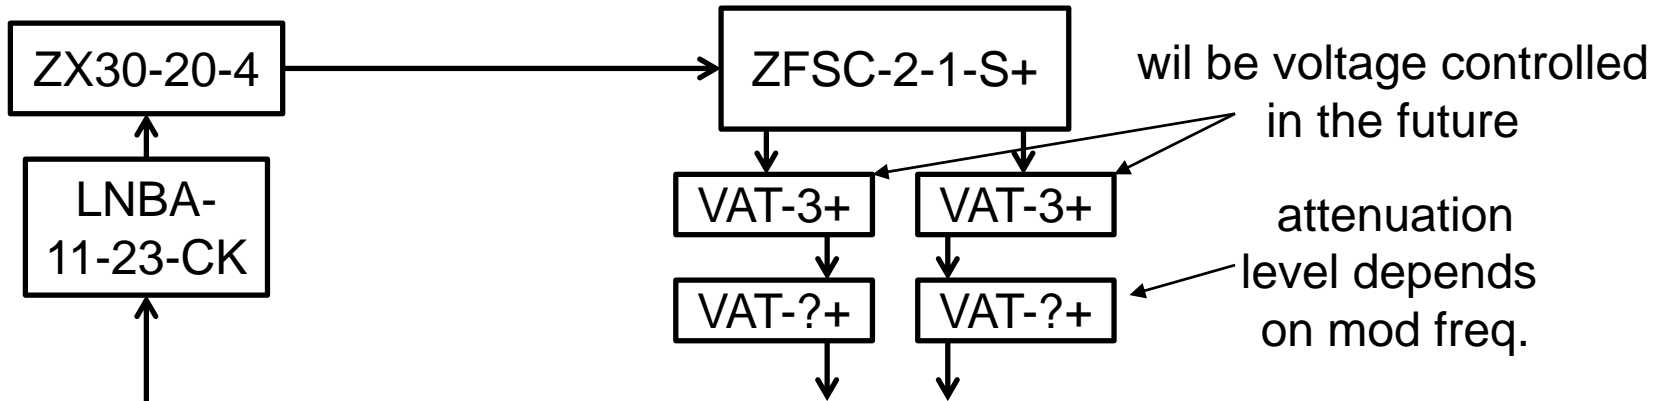 ZX30-20-4
ZFSC-2-1-S+
wil be voltage controlled
in the future
LNBA-
11-23-CK
VAT-3+
VAT-3+
attenuation
level depends
on mod freq.
VAT-?+
VAT-?+